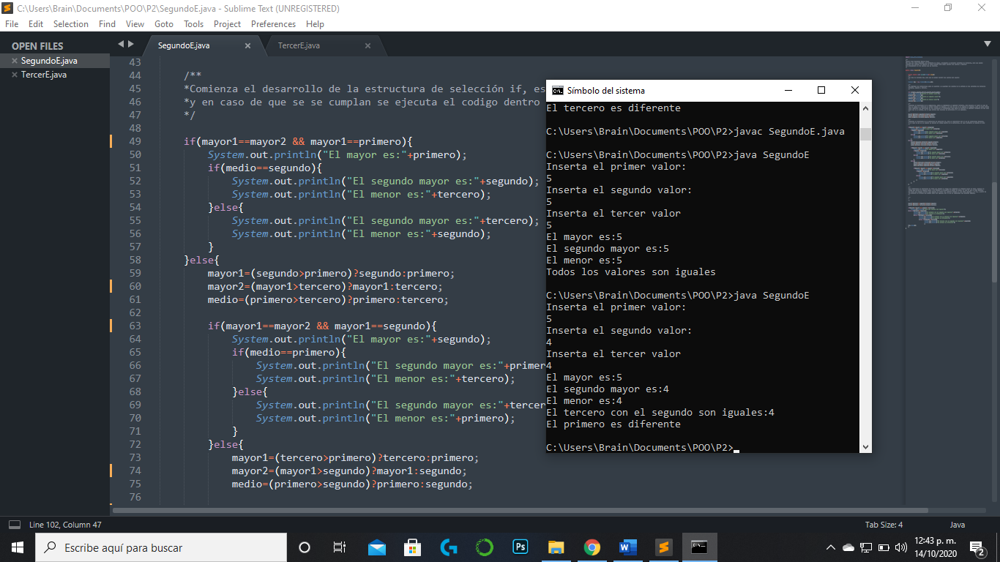 C:\Users\Brain\Documents\POO\P2\SegundoE.java - Sublime Text (UNREGISTERED)
File Edit Selection Find View Goto Tools Project Preferences Help
OPEN FILES
SegundoE.java
TercerE.java
SegundoE.java TercerE.java
43
44 /**
45 *Comienza el desarrollo de la estructura de selección if, es
46 *y en caso de que se se cumplan se ejecuta el codigo dentro
47 */
48
49 if(mayor1==mayor2 && mayor1==primero){
50 System.out.println("El mayor es:"+primero);
51 if(medio==segundo){
52 System.out.println("El segundo mayor es:"+segundo);
53 System.out.println("El menor es:"+tercero);
54 }else{
55 System.out.println("El segundo mayor es:"+tercero);
56 System.out.println("El menor es:"+segundo);
57 }
58 }else{
59 mayor1=(segundo>primero)?segundo:primero;
60 mayor2=(mayor1>tercero)?mayor1:tercero;
61 medio=(primero>tercero)?primero:tercero;
62
63 if(mayor1==mayor2 && mayor1==segundo){
64 System.out.println("El mayor es:"+segundo);
65 if(medio==primero){
66 System.out.println("El segundo mayor es:"+primer
67 System.out.println("El menor es:"+tercero);
68 }else{
69 System.out.println("El segundo mayor es:"+tercer
70 System.out.println("El menor es:"+primero);
71 }
72 }else{
73 mayor1=(tercero>primero)?tercero:primero;
74 mayor2=(mayor1>segundo)?mayor1:segundo;
75 medio=(primero>segundo)?primero:segundo;
76
Símbolo del sistema
El tercero es diferente
C:\Users\Brain\Documents\POO\P2>javac SegundoE.java
C:\Users\Brain\Documents\POO\P2>java SegundoE
Inserta el primer valor:
5
Inserta el segundo valor:
5
Inserta el tercer valor
5
El mayor es:5
El segundo mayor es:5
El menor es:5
Todos los valores son iguales
C:\Users\Brain\Documents\POO\P2>java SegundoE
Inserta el primer valor:
5
Inserta el segundo valor:
4
Inserta el tercer valor
4
El mayor es:5
El segundo mayor es:4
El menor es:4
El tercero con el segundo son iguales:4
El primero es diferente
C:\Users\Brain\Documents\POO\P2>
Line 102, Column 47
Tab Size: 4
Java
Escribe aquí para buscar
Ps
12:43 p. m.
14/10/2020
2